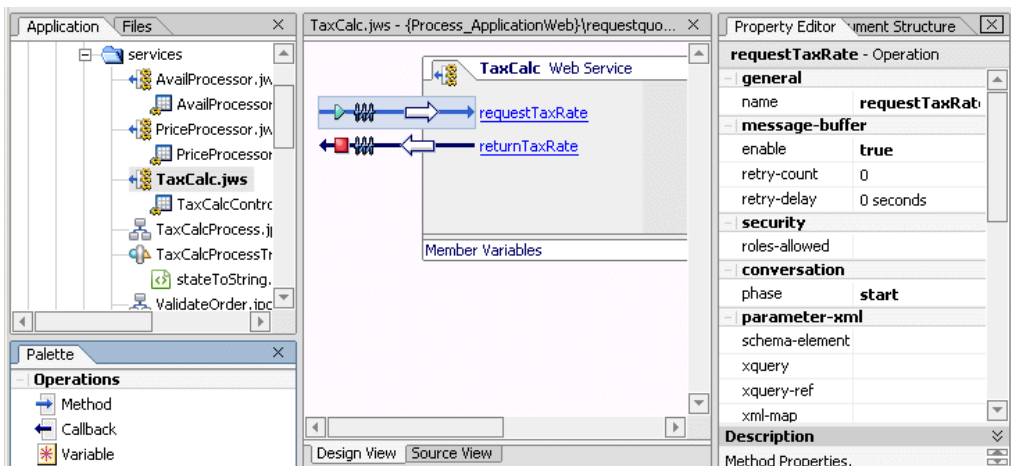 Application Files
services
AvailProcessor.jw
AvailProcessor
PriceProcessor.jw
PriceProcessor
TaxCalc.jws
TaxCalcContro
TaxCalcProcess.j
TaxCalcProcessTr
stateToString.
ValidateOrder.jpd
Palette
Operations
Method
Callback
Variable
TaxCalc.jws - {Process_ApplicationWeb}\requestquo...
TaxCalc Web Service
requestTaxRate
returnTaxRate
Member Variables
Design View Source View
Property Editor ument Structure
requestTaxRate - Operation
general
name requestTaxRat
message-buffer
enable true
retry-count 0
retry-delay 0 seconds
security
roles-allowed
conversation
phase start
parameter-xml
schema-element
xquery
xquery-ref
xml-map
Description
Method Properties.